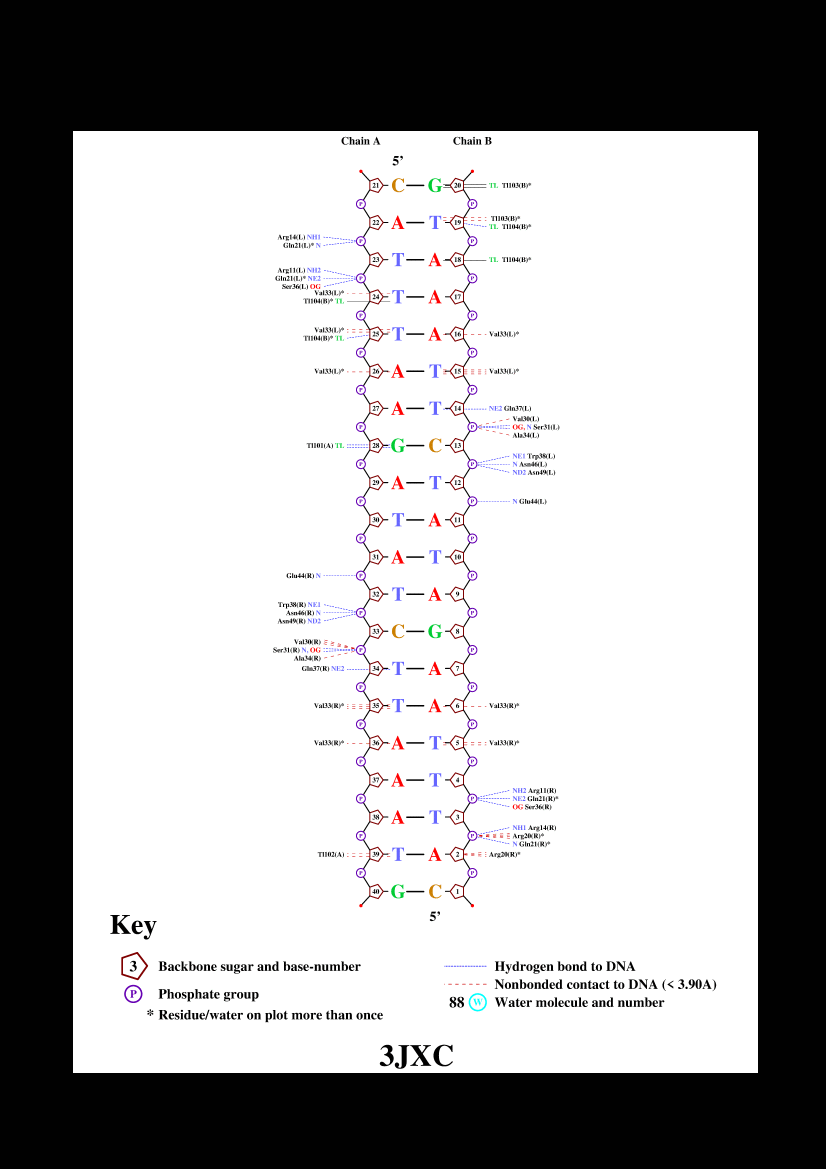 Chain A Chain B
5’
21 C G 20 TL Tl103(B)*
P P
22 A T 19 Tl103(B)*
TL Tl104(B)*
P P
Arg14(L) NH1
Gln21(L)* N
23 T A 18 TL Tl104(B)*
P P
Arg11(L) NH2
Gln21(L)* NE2
Ser36(L) OG
Val33(L)*
24 T A 17
Tl104(B)* TL
P P
Val33(L)*
25 T A 16 Val33(L)*
Tl104(B)* TL
P P
Val33(L)* 26 A T 15 Val33(L)*
P P
27 A T 14 NE2 Gln37(L)
Val30(L)
P P OG, N Ser31(L)
Ala34(L)
Tl101(A) TL 28 G C 13
NE1 Trp38(L)
P P N Asn46(L)
ND2 Asn49(L)
29 A T 12
P P N Glu44(L)
30 T A 11
P P
31 A T 10
Glu44(R) N P P
32 T A 9
Trp38(R) NE1
Asn46(R) N P P
Asn49(R) ND2
33 C G 8
Val30(R)
Ser31(R) N, OG P P
Ala34(R)
Gln37(R) NE2 34 T A 7
P P
Val33(R)* 35 T A 6 Val33(R)*
P P
Val33(R)* 36 A T 5 Val33(R)*
P P
37 A T 4
NH2 Arg11(R)
P P NE2 Gln21(R)*
OG Ser36(R)
38 A T 3
NH1 Arg14(R)
P P Arg20(R)*
N Gln21(R)*
Tl102(A) 39 T A 2 Arg20(R)*
P P
40 G C 1
5’
Key
3 Backbone sugar and base-number Hydrogen bond to DNA
Nonbonded contact to DNA (< 3.90A)
P Phosphate group
88 W Water molecule and number
* Residue/water on plot more than once
3JXC